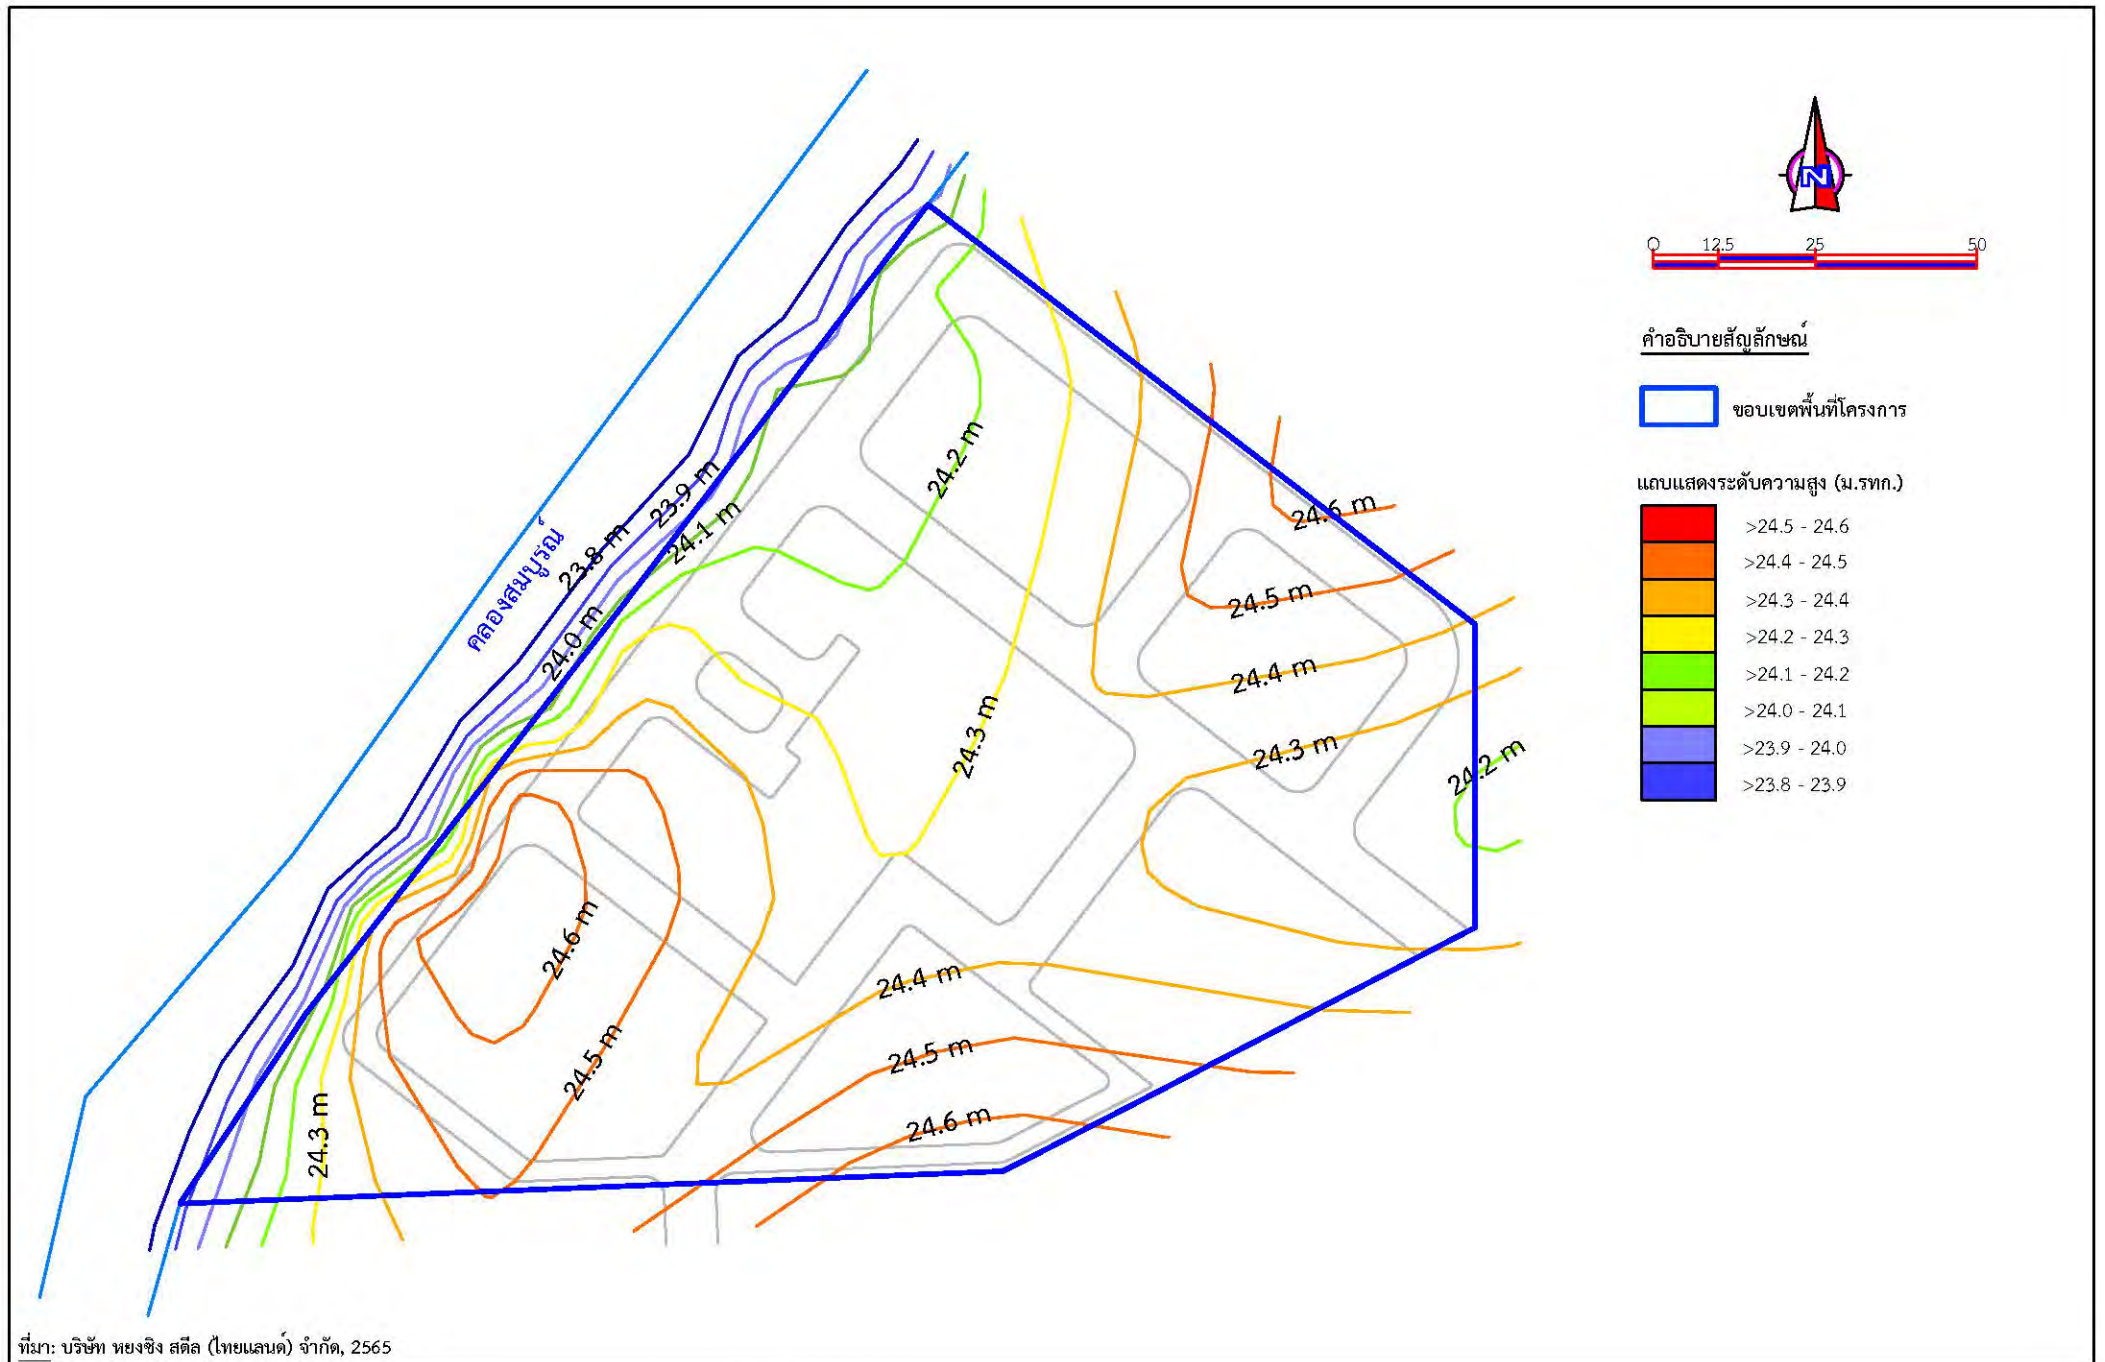 N
0 12.5 25 50
คำอธิบายสัญลักษณ์
ขอบเขตพื้นที่โครงการ
แถบแสดงระดับความสูง (ม.รทก.)
>24.5 - 24.6
>24.4 - 24.5
>24.3 - 24.4
>24.2 - 24.3
>24.1 - 24.2
>24.0 - 24.1
>23.9 - 24.0
>23.8 - 23.9
คลองสมบูรณ์
23.8 m
23.9 m
24.0 m
24.1 m
24.2 m
24.3 m
24.6 m
24.5 m
24.4 m
24.3 m
24.2 m
24.6 m
24.5 m
24.4 m
24.5 m
24.6 m
24.3 m
ที่มา: บริษัท หยงซิง สตีล (ไทยแลนด์) จำกัด, 2565